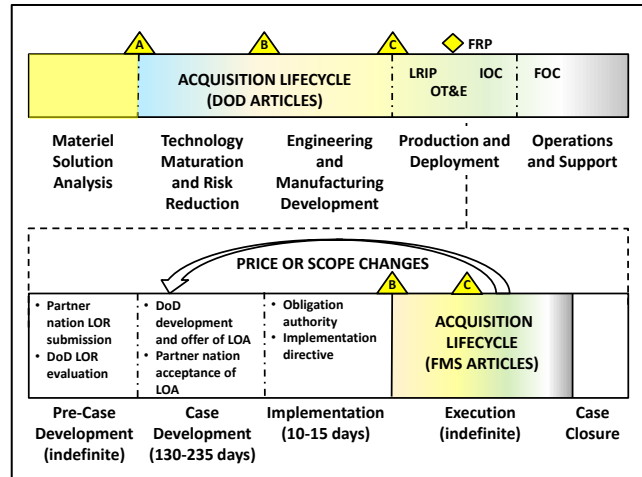 A
B
C
FRP
ACQUISITION LIFECYCLE
(DOD ARTICLES)
LRIP
IOC
OT&E
FOC
Materiel
Solution
Analysis
Technology
Maturation
and Risk
Reduction
Engineering
and
Manufacturing
Development
Production and
Deployment
Operations
and Support
PRICE OR SCOPE CHANGES
B
C
• Partner
nation LOR
submission
• DoD LOR
evaluation
• DoD
development
and offer of LOA
• Partner nation
acceptance of
LOA
• Obligation
authority
• Implementation
directive
ACQUISITION
LIFECYCLE
(FMS ARTICLES)
Pre-Case
Development
(indefinite)
Case
Development
(130-235 days)
Implementation
(10-15 days)
Execution
(indefinite)
Case
Closure